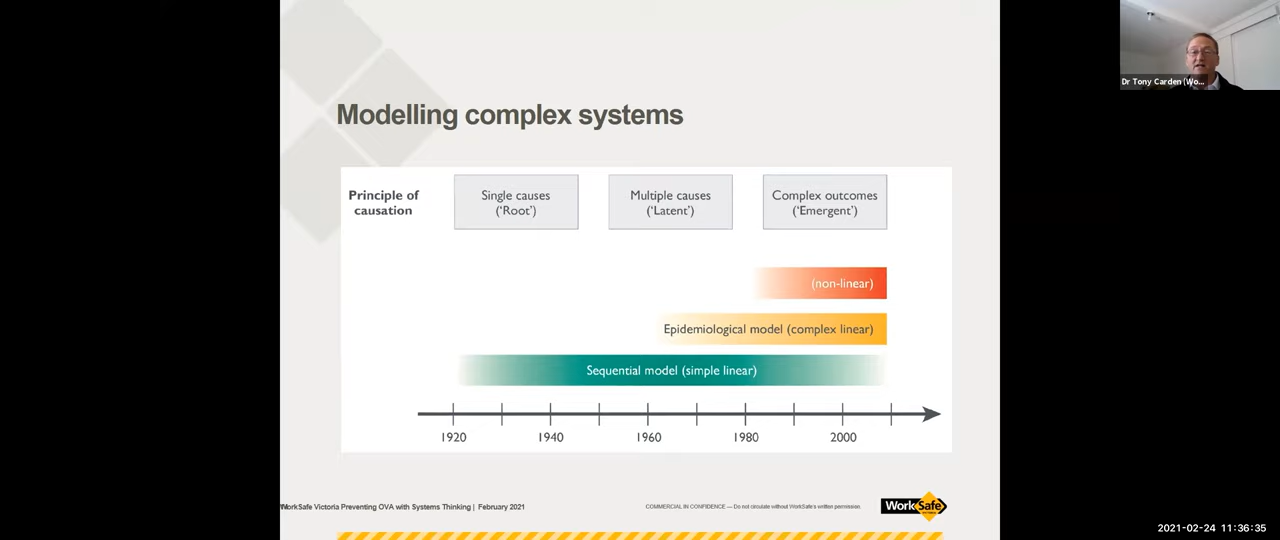 Dr Tony Carden (Wo...
Modelling complex systems
Principle of
causation
Single causes
('Root')
Multiple causes
('Latent')
Complex outcomes
('Emergent')
(non-linear)
Epidemiological model (complex linear)
Sequential model (simple linear)
1920
1940
1960
1980
2000
WorkSafe Victoria Preventing OVA with Systems Thinking | February 2021
COMMERCIAL IN CONFIDENCE — Do not circulate without WorkSafe's written permission.
WorkSafe
2021-02-24 11:36:35